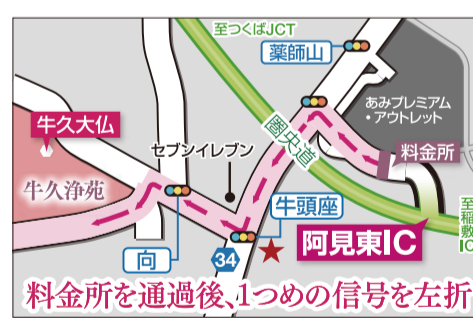 至つくばJCT
薬師山
あみプレミアム
・アウトレット
牛久大仏
圏央道
セブンイレブン
料金所
牛久浄苑
牛頭座
至稲敷IC
向
34
阿見東IC
料金所を通過後、1つめの信号を左折